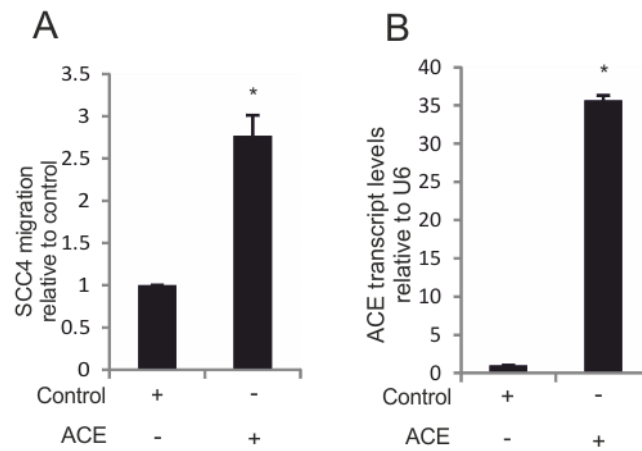 A
SCC4 migration
relative to control
3.5
3
2.5
2
1.5
1
0.5
0
*
Control + -
ACE - +
B
ACE transcript levels
relative to U6
40
35
30
25
20
15
10
5
0
*
Control + -
ACE - +